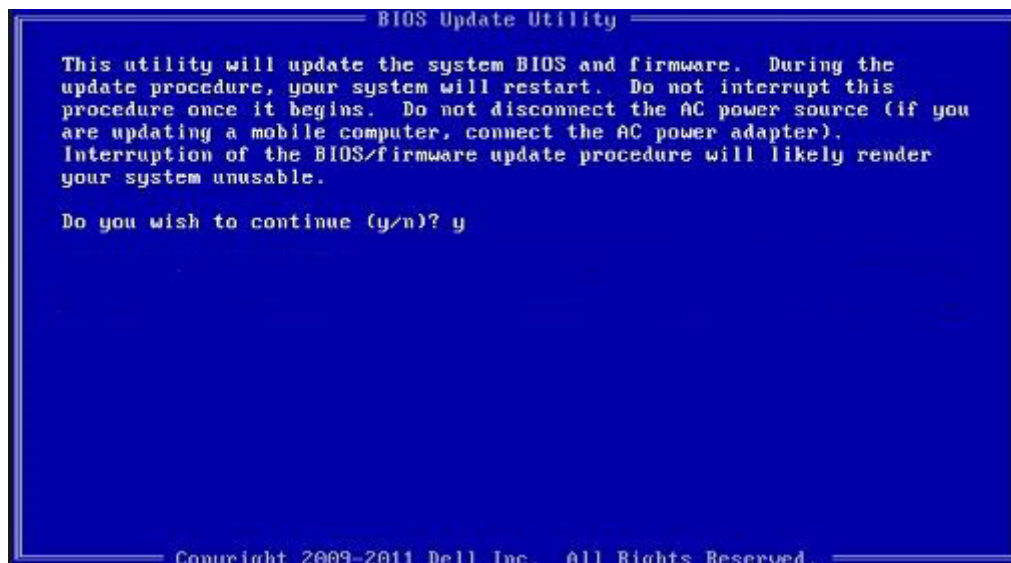 BIOS Update Utility
This utility will update the system BIOS and firmware.  During the
update procedure, your system will restart.  Do not interrupt this
procedure once it begins.  Do not disconnect the AC power source (if you
are updating a mobile computer, connect the AC power adapter).
Interruption of the BIOS/firmware update procedure will likely render
your system unusable.
Do you wish to continue (y/n)? y
Copyright 2009-2011 Dell Inc.  All Rights Reserved.